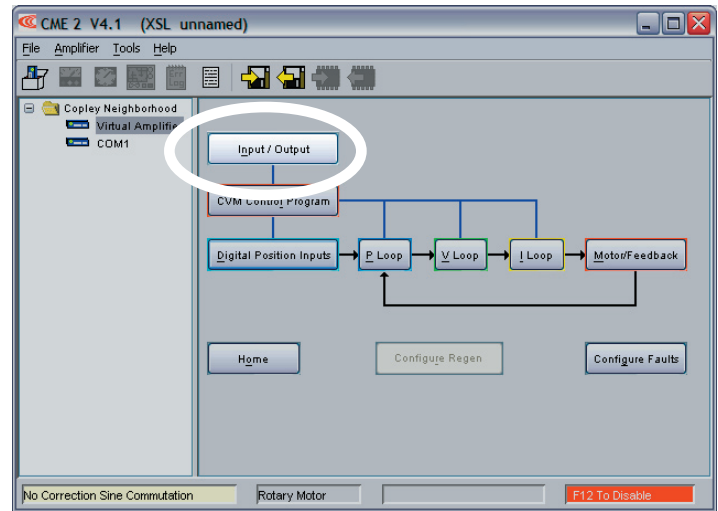 CME 2 V4.1 (XSL unnamed)
File Amplifier Tools Help
Copley Neighborhood
Virtual Amplifie
COM1
Input / Output
CVM Control Program
Digital Position Inputs
P Loop
V Loop
I Loop
Motor/Feedback
Home
Configure Regen
Configure Faults
No Correction Sine Commutation
Rotary Motor
F12 To Disable